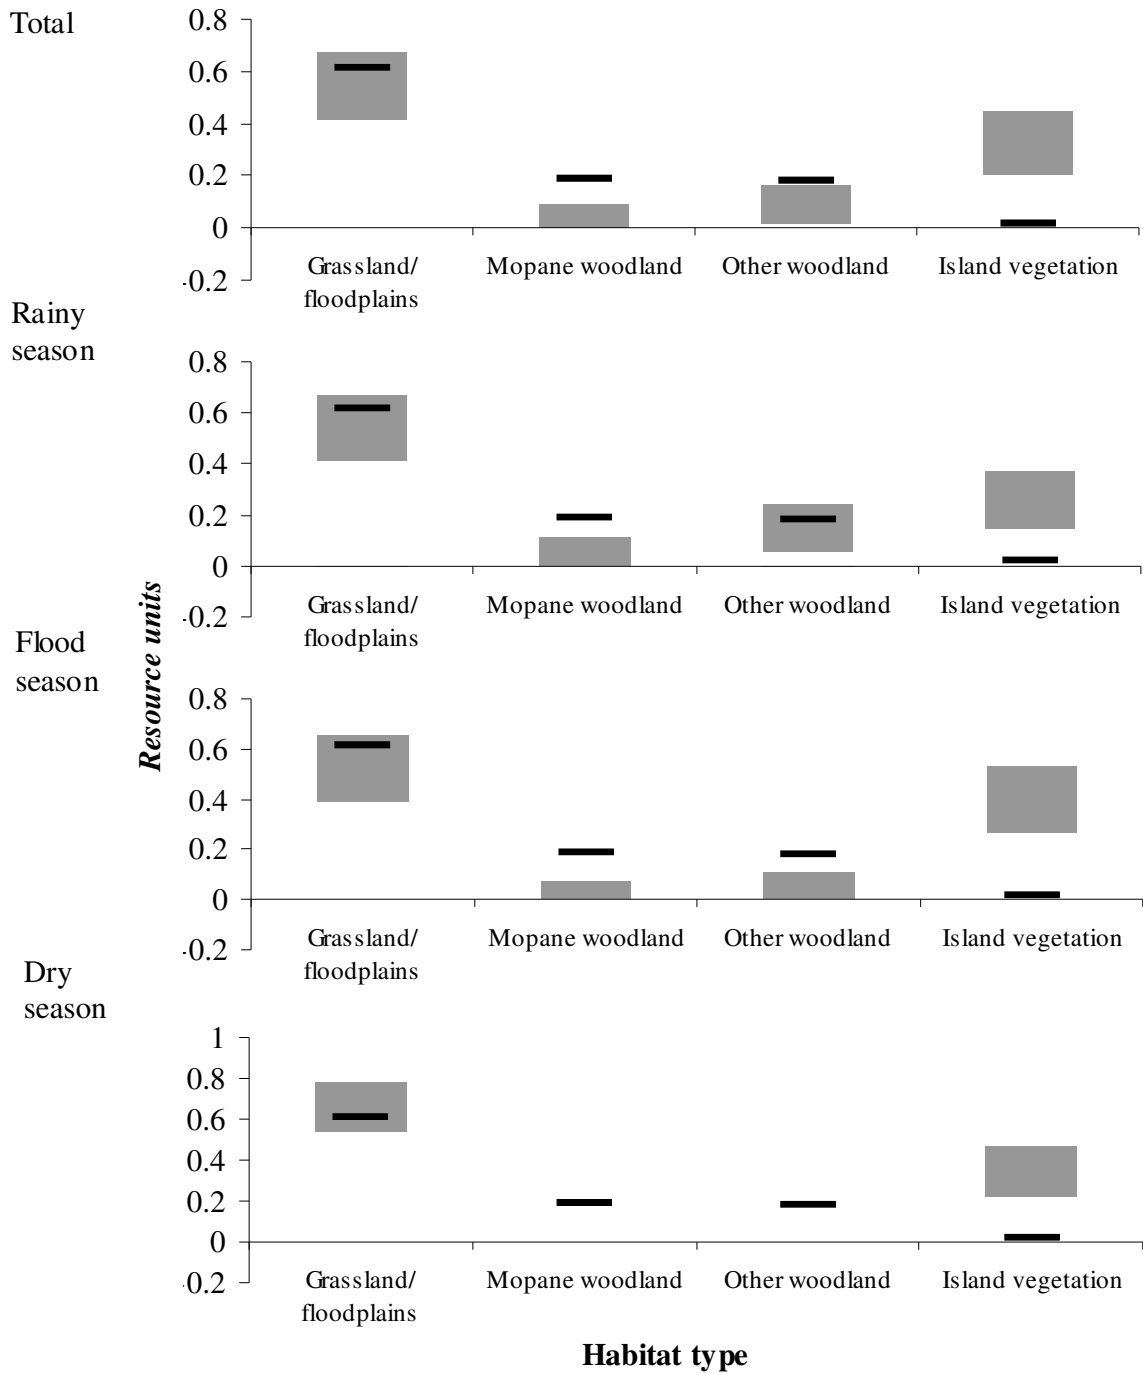 Total
0.8
0.6
0.4
0.2
0
-0.2
Grassland/
floodplains
Mopane woodland
Other woodland
Island vegetation
Rainy
season
0.8
0.6
0.4
0.2
0
-0.2
Grassland/
floodplains
Mopane woodland
Other woodland
Island vegetation
Resource units
Flood
season
0.8
0.6
0.4
0.2
0
-0.2
Grassland/
floodplains
Mopane woodland
Other woodland
Island vegetation
Dry
season
1
0.8
0.6
0.4
0.2
0
-0.2
Grassland/
floodplains
Mopane woodland
Other woodland
Island vegetation
Habitat type